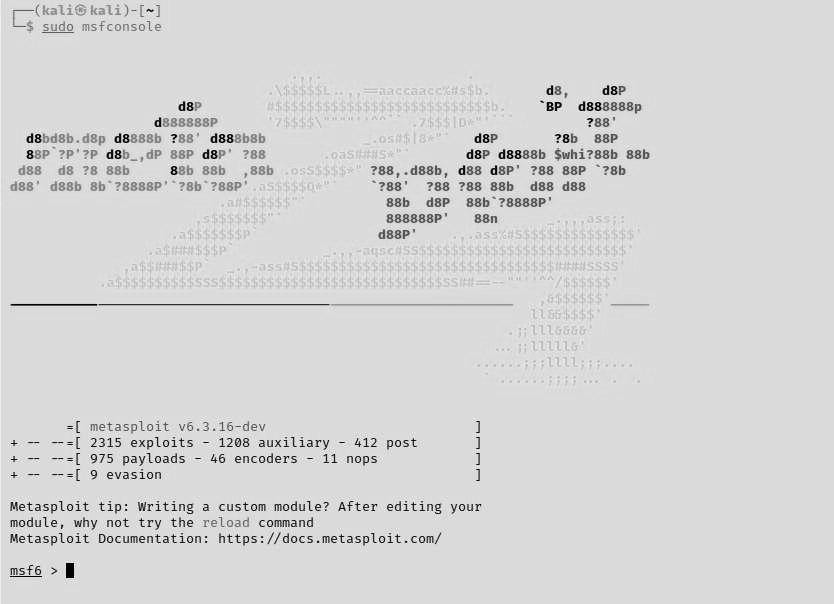 ┌──(kali㉿kali)-[~]
└─$ sudo msfconsole
=[ metasploit v6.3.16-dev ]
+ -- --=[ 2315 exploits - 1208 auxiliary - 412 post ]
+ -- --=[ 975 payloads - 46 encoders - 11 nops ]
+ -- --=[ 9 evasion ]
Metasploit tip: Writing a custom module? After editing your
module, why not try the reload command
Metasploit Documentation: https://docs.metasploit.com/
msf6 >